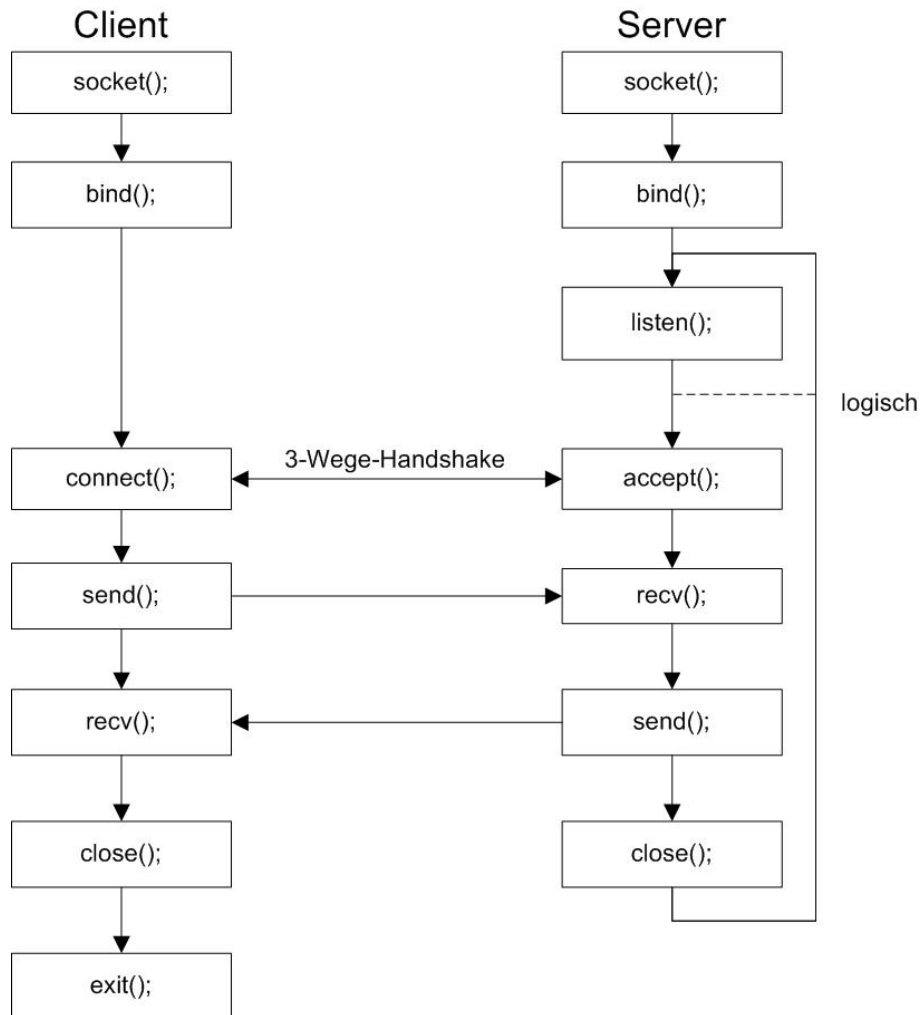 Client
socket();
bind();
connect();
send();
recv();
close();
exit();
3-Wege-Handshake
Server
socket();
bind();
listen();
logisch
accept();
recv();
send();
close();